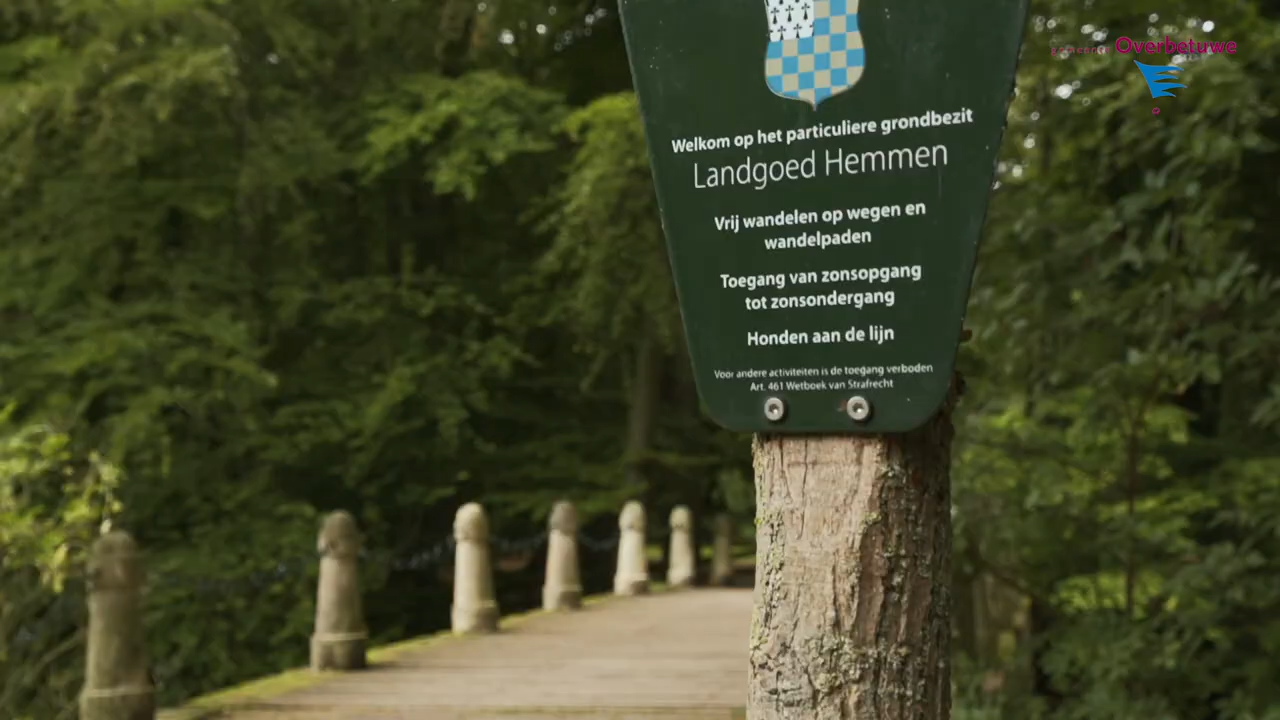 gemeente Overbetuwe
Welkom op het particuliere grondbezit
Landgoed Hemmen
Vrij wandelen op wegen en
wandelpaden
Toegang van zonsopgang
tot zonsondergang
Honden aan de lijn
Voor andere activiteiten is de toegang verboden
Art. 461 Wetboek van Strafrecht